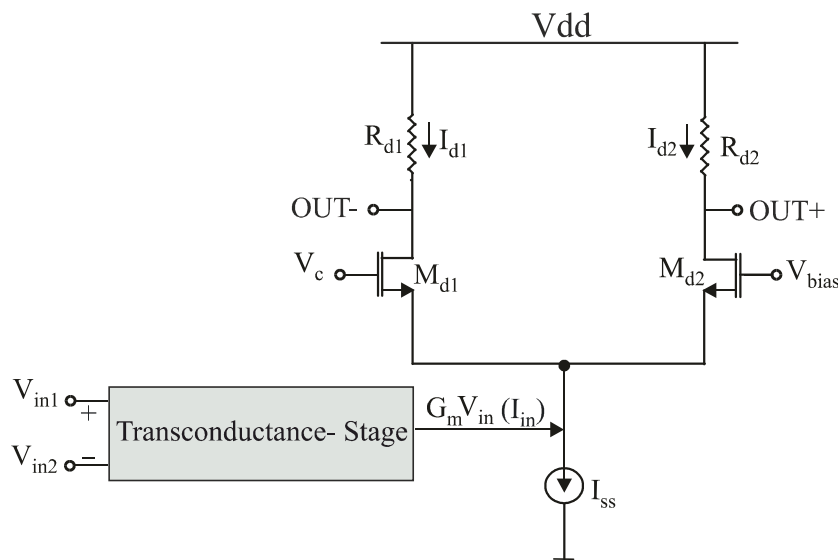 Vdd
R_d1 I_d1 I_d2 R_d2
OUT- OUT+
V_c M_d1 M_d2 V_bias
V_in1 +
Transconductance- Stage
G_mV_in (I_in)
V_in2 −
I_ss